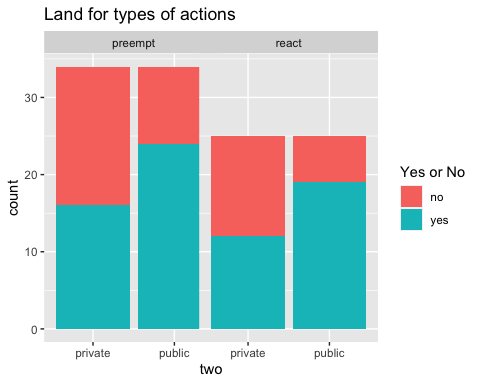 Land for types of actions
preempt react
30
20
10
0
count
private public private public
two
Yes or No
no
yes